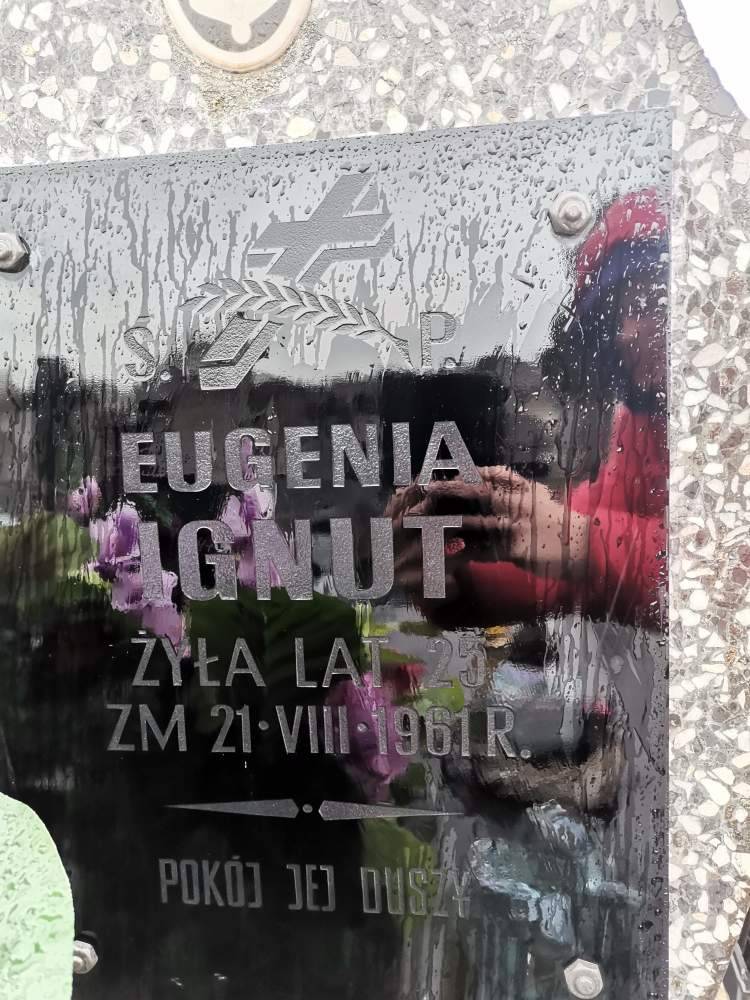 Ś. P.
EUGENIA
IGNUT
ŻYŁA LAT 25
ZM 21·VIII·1961 R.
POKÓJ JEJ DUSZY